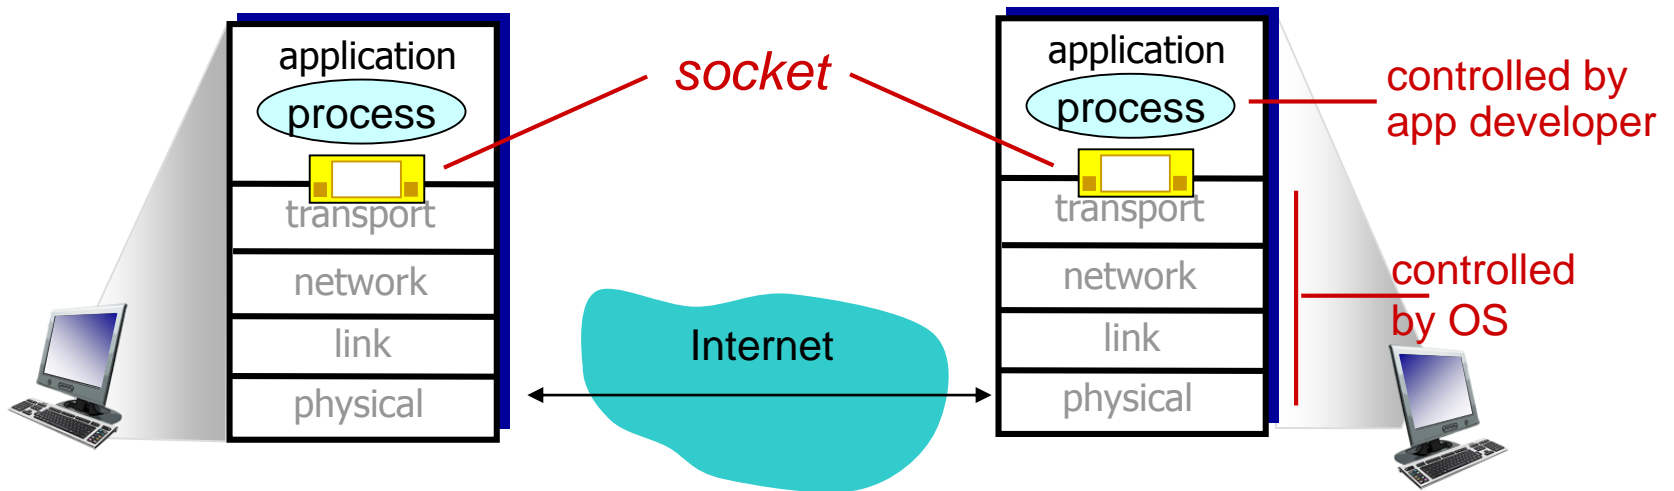 application
process
transport
network
link
physical
socket
Internet
application
process
transport
network
link
physical
controlled by
app developer
controlled
by OS